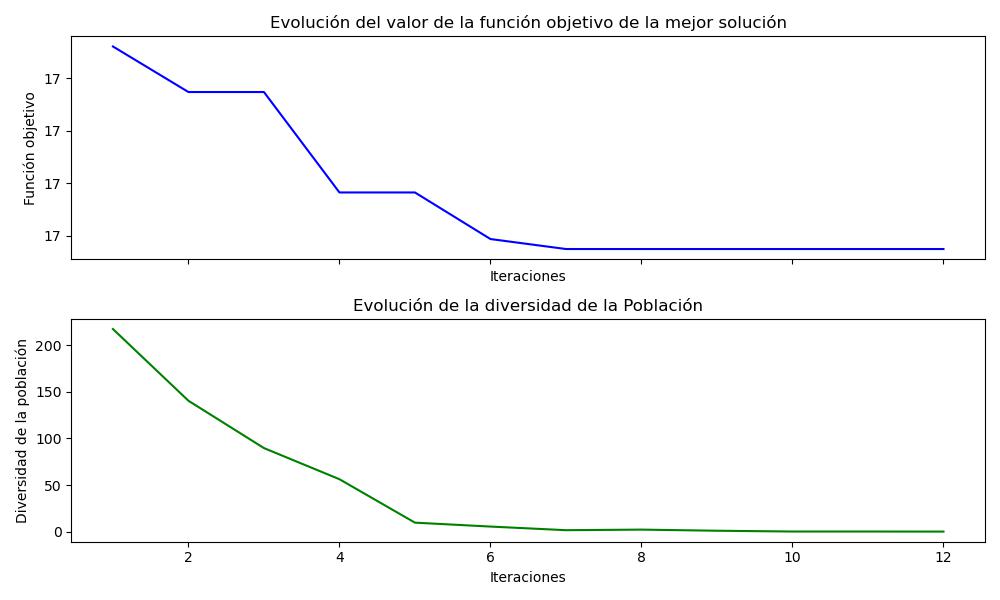 Evolución del valor de la función objetivo de la mejor solución
Función objetivo
17
17
17
17
Iteraciones
Evolución de la diversidad de la Población
Diversidad de la población
200
150
100
50
0
2 4 6 8 10 12
Iteraciones